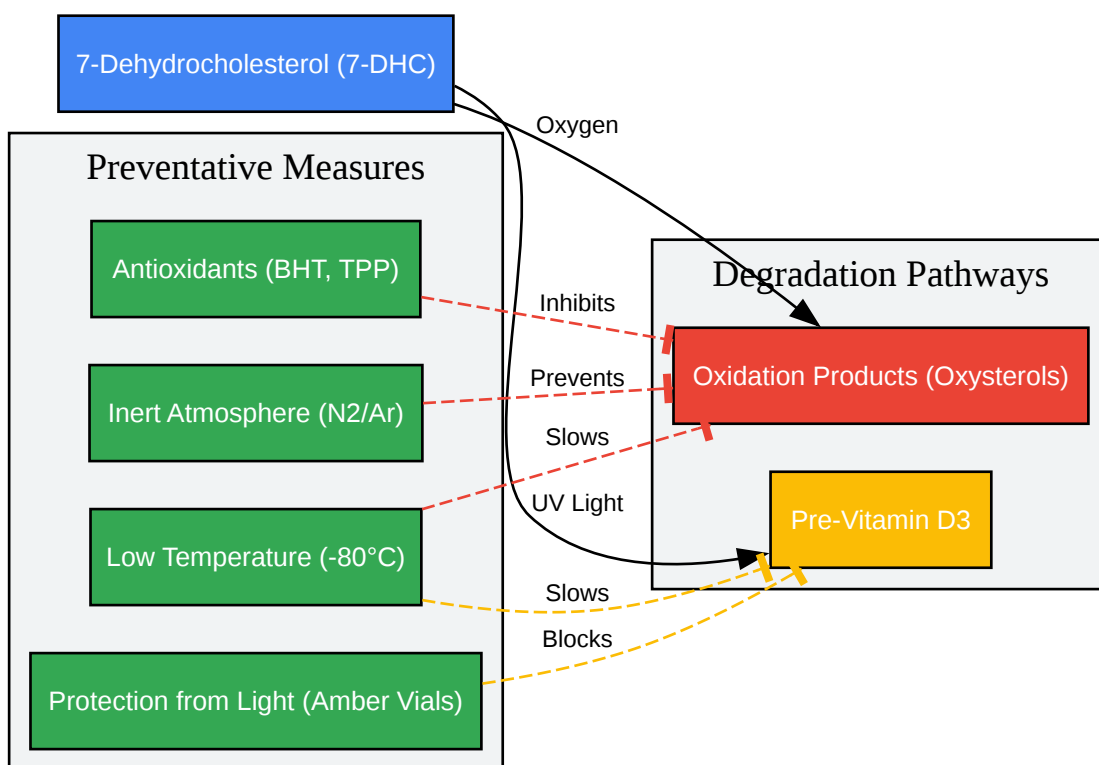 7-Dehydrocholesterol (7-DHC)
Oxygen
Preventative Measures
Antioxidants (BHT, TPP)
Inhibits
Degradation Pathways
Inert Atmosphere (N2/Ar)
Prevents
Oxidation Products (Oxysterols)
Slows
Low Temperature (-80°C)
UV Light
Pre-Vitamin D3
Slows
Blocks
Protection from Light (Amber Vials)